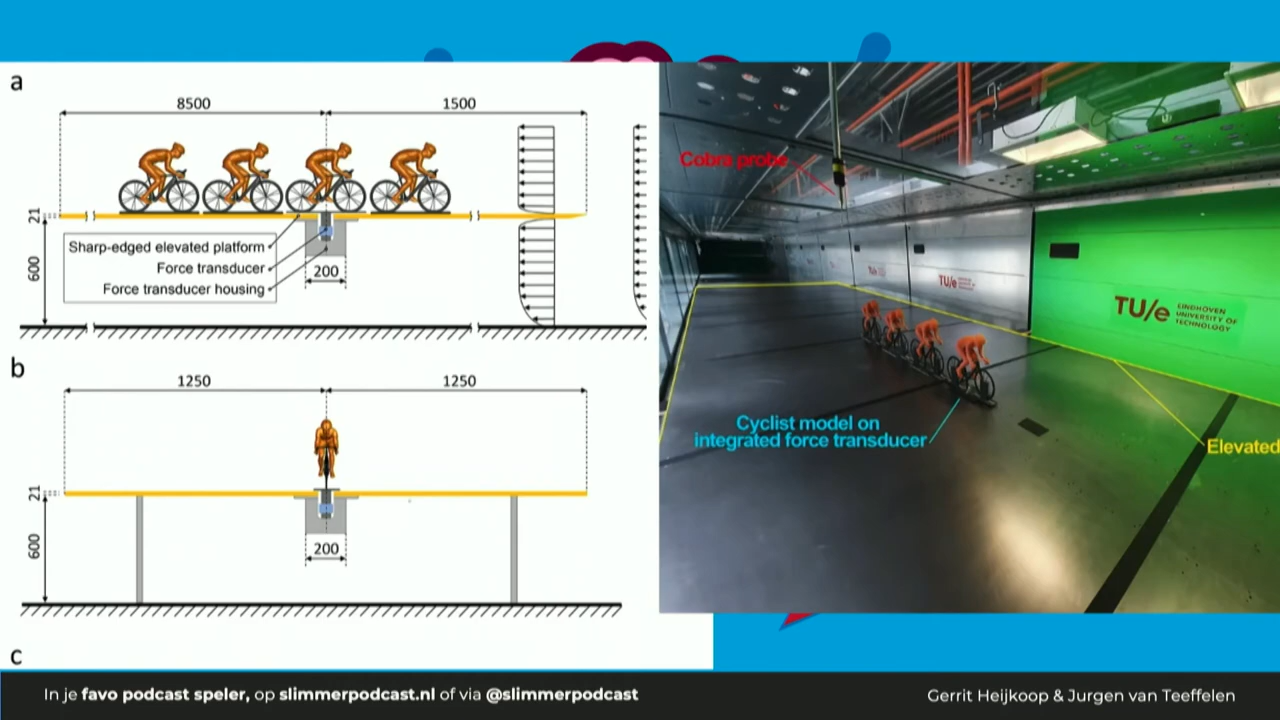 a
8500
1500
21
600
Sharp-edged elevated platform
Force transducer
Force transducer housing
200
b
1250
1250
21
600
200
c
Cobra probe
TU/e
TU/e
TU/e
EINDHOVEN
UNIVERSITY OF
TECHNOLOGY
Cyclist model on
integrated force transducer
Elevated
In je favo podcast speler, op slimmerpodcast.nl of via @slimmerpodcast
Gerrit Heijkoop & Jurgen van Teeffelen